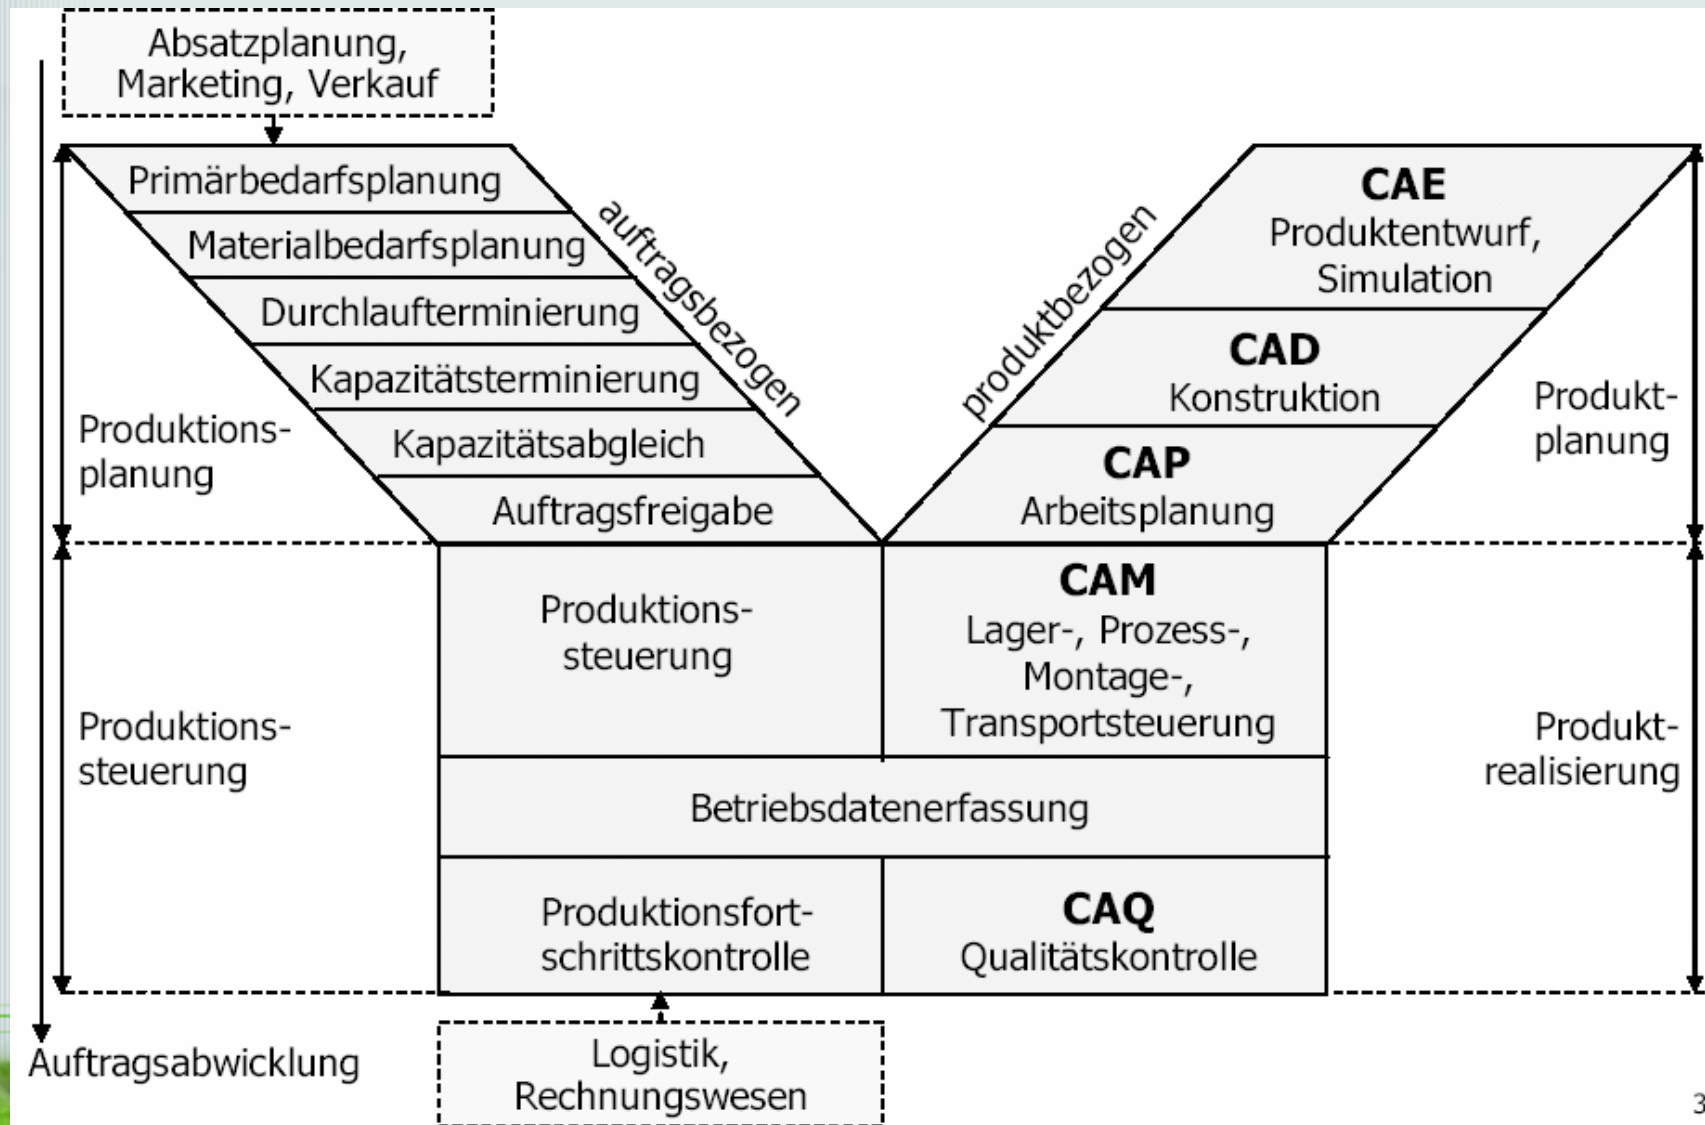 Absatzplanung,
Marketing, Verkauf
Primärbedarfsplanung
Materialbedarfsplanung
Durchlaufterminierung
Kapazitätsterminierung
Kapazitätsabgleich
Auftragsfreigabe
auftragsbezogen
produktbezogen
CAE
Produktentwurf,
Simulation
CAD
Konstruktion
CAP
Arbeitsplanung
Produktions-
planung
Produkt-
planung
Produktions-
steuerung
CAM
Lager-, Prozess-,
Montage-,
Transportsteuerung
Produktions-
steuerung
Produkt-
realisierung
Betriebsdatenerfassung
Produktionsfort-
schrittskontrolle
CAQ
Qualitätskontrolle
Auftragsabwicklung
Logistik,
Rechnungswesen
3